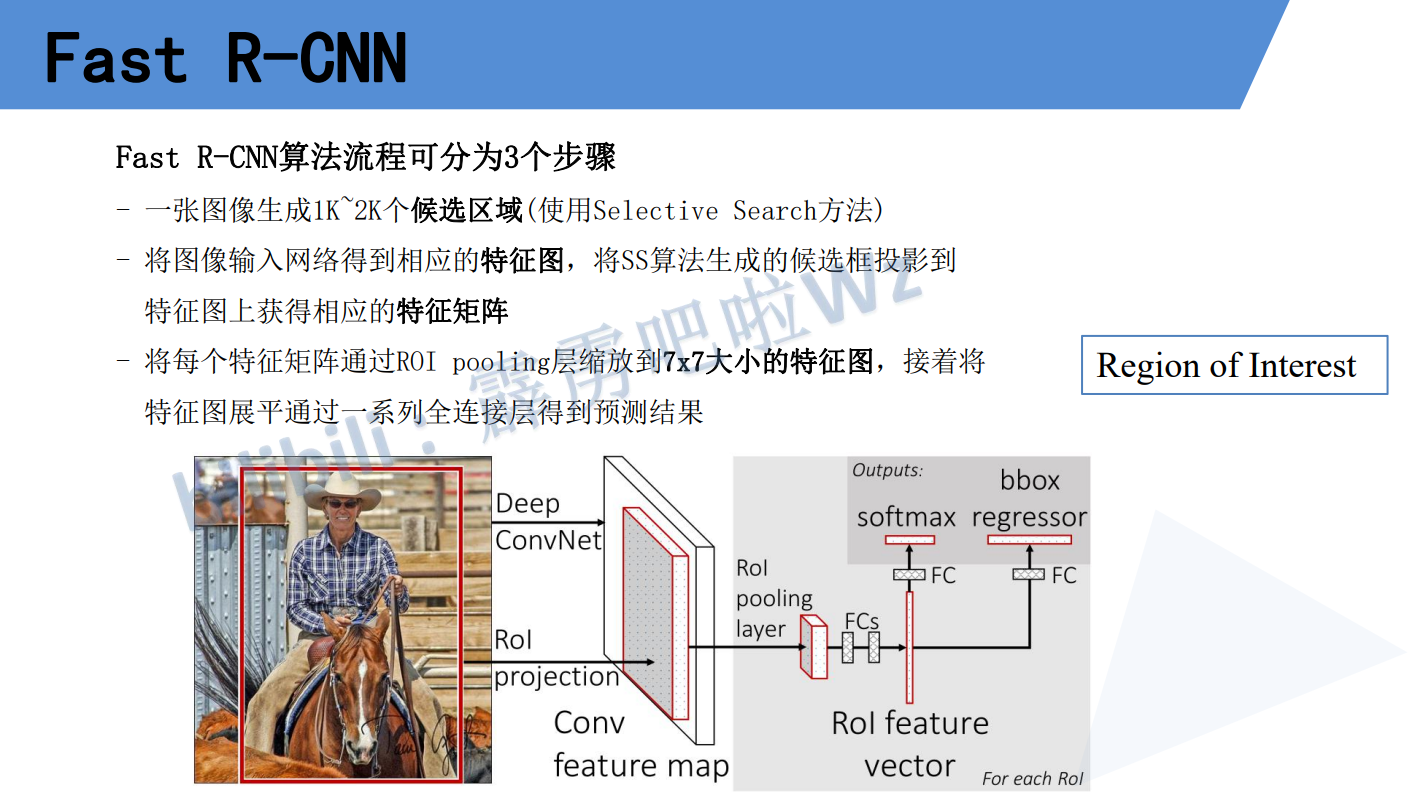 Fast R-CNN
Fast R-CNN算法流程可分为3个步骤
- 一张图像生成1K~2K个候选区域(使用Selective Search方法)
- 将图像输入网络得到相应的特征图，将SS算法生成的候选框投影到
特征图上获得相应的特征矩阵
- 将每个特征矩阵通过ROI pooling层缩放到7x7大小的特征图，接着将
特征图展平通过一系列全连接层得到预测结果
Region of Interest
Bilibili：霹雳吧啦Wz
Deep
ConvNet
RoI
projection
Conv
feature map
RoI
pooling
layer
FCs
Outputs:
softmax
bbox
regressor
FC
FC
RoI feature
vector
For each RoI